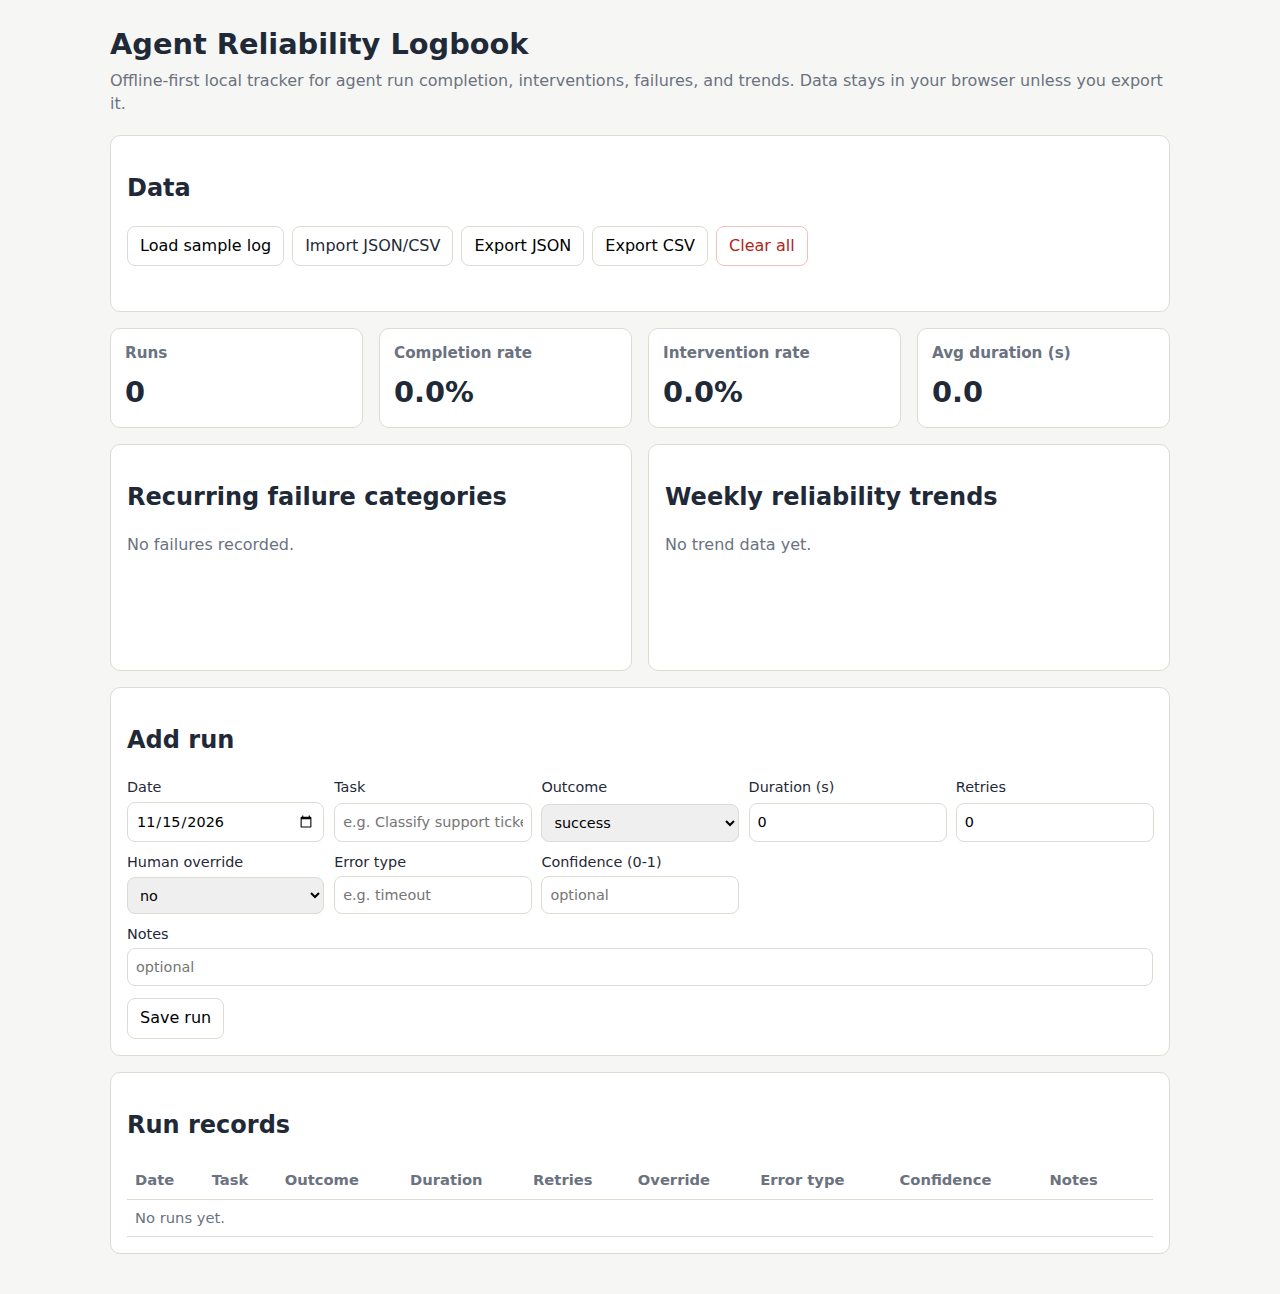 Agent Reliability Logbook
Offline-first local tracker for agent run completion, interventions, failures, and trends. Data stays in your browser unless you export
it.
Data
Load sample log Import JSON/CSV Export JSON Export CSV Clear all
Runs Completion rate Intervention rate Avg duration (s)
0 0.0% 0.0% 0.0
Recurring failure categories
No failures recorded.
Weekly reliability trends
No trend data yet.
Add run
Date Task Outcome Duration (s) Retries
11/15/2026 e.g. Classify support ticke success 0 0
Human override Error type Confidence (0-1)
no e.g. timeout optional
Notes
optional
Save run
Run records
Date Task Outcome Duration Retries Override Error type Confidence Notes
No runs yet.